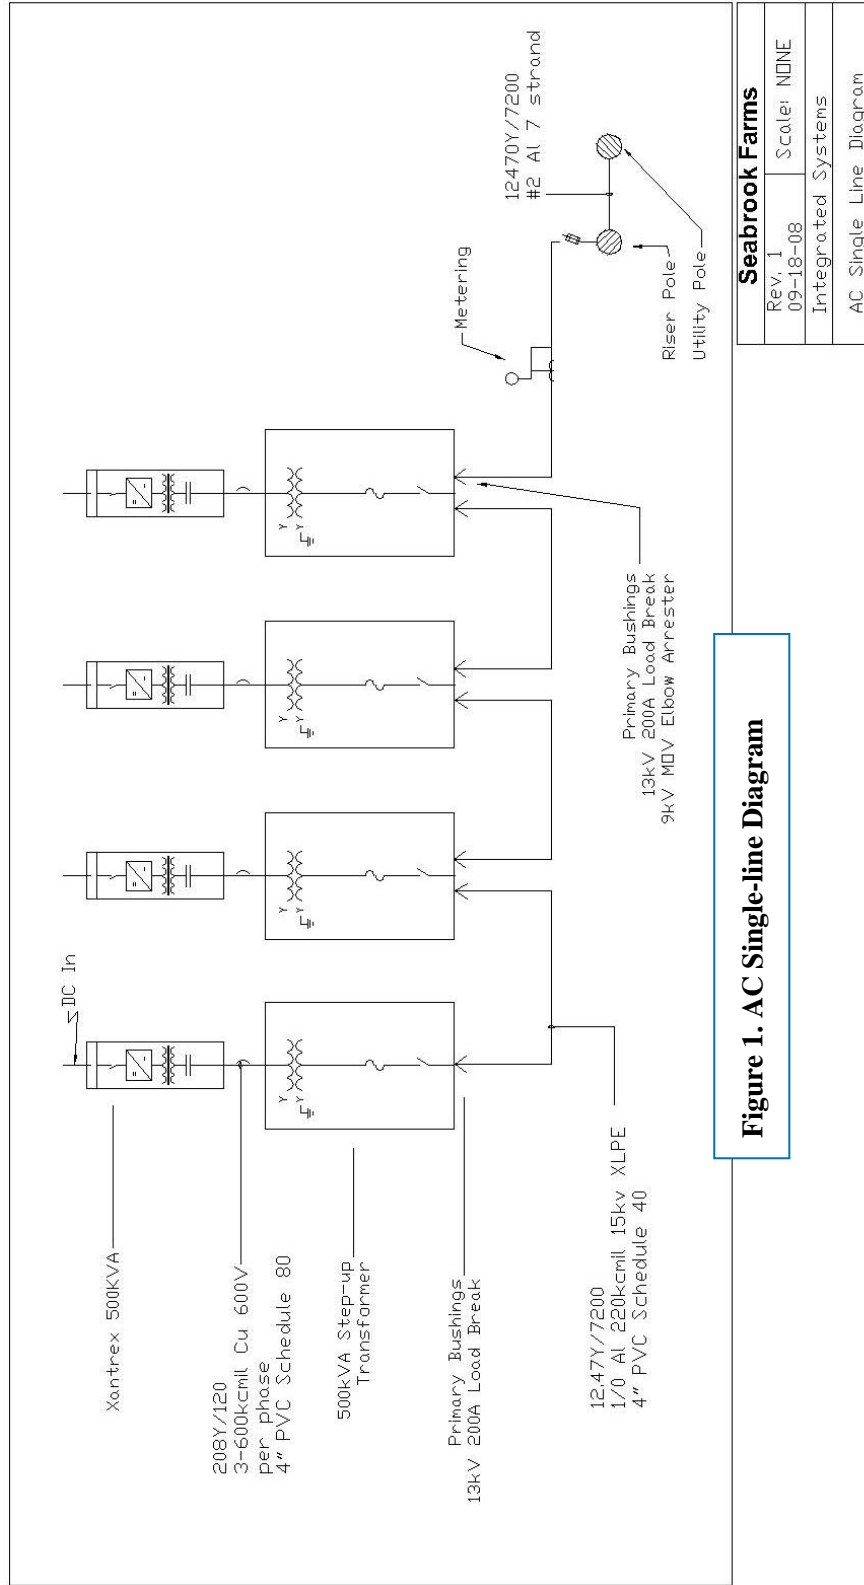 DC In
Xantrex 500KVA
208Y/120
3-600kcmil Cu 600V
per phase
4" PVC Schedule 80
500kVA Step-up
Transformer
Primary Bushings
13kV 200A Load Break
12.47Y/7200
1/0 Al 220kcmil 15kv XLPE
4" PVC Schedule 40
Y
Y
Y
Y
Y
Y
Y
Y
Primary Bushings
13kV 200A Load Break
9kV MOV Elbow Arrester
Metering
Riser Pole
Utility Pole
12470Y/7200
#2 Al 7 strand
Figure 1. AC Single-line Diagram
Seabrook Farms
Rev. 1
09-18-08
Scale: NONE
Integrated Systems
AC Single Line Diagram